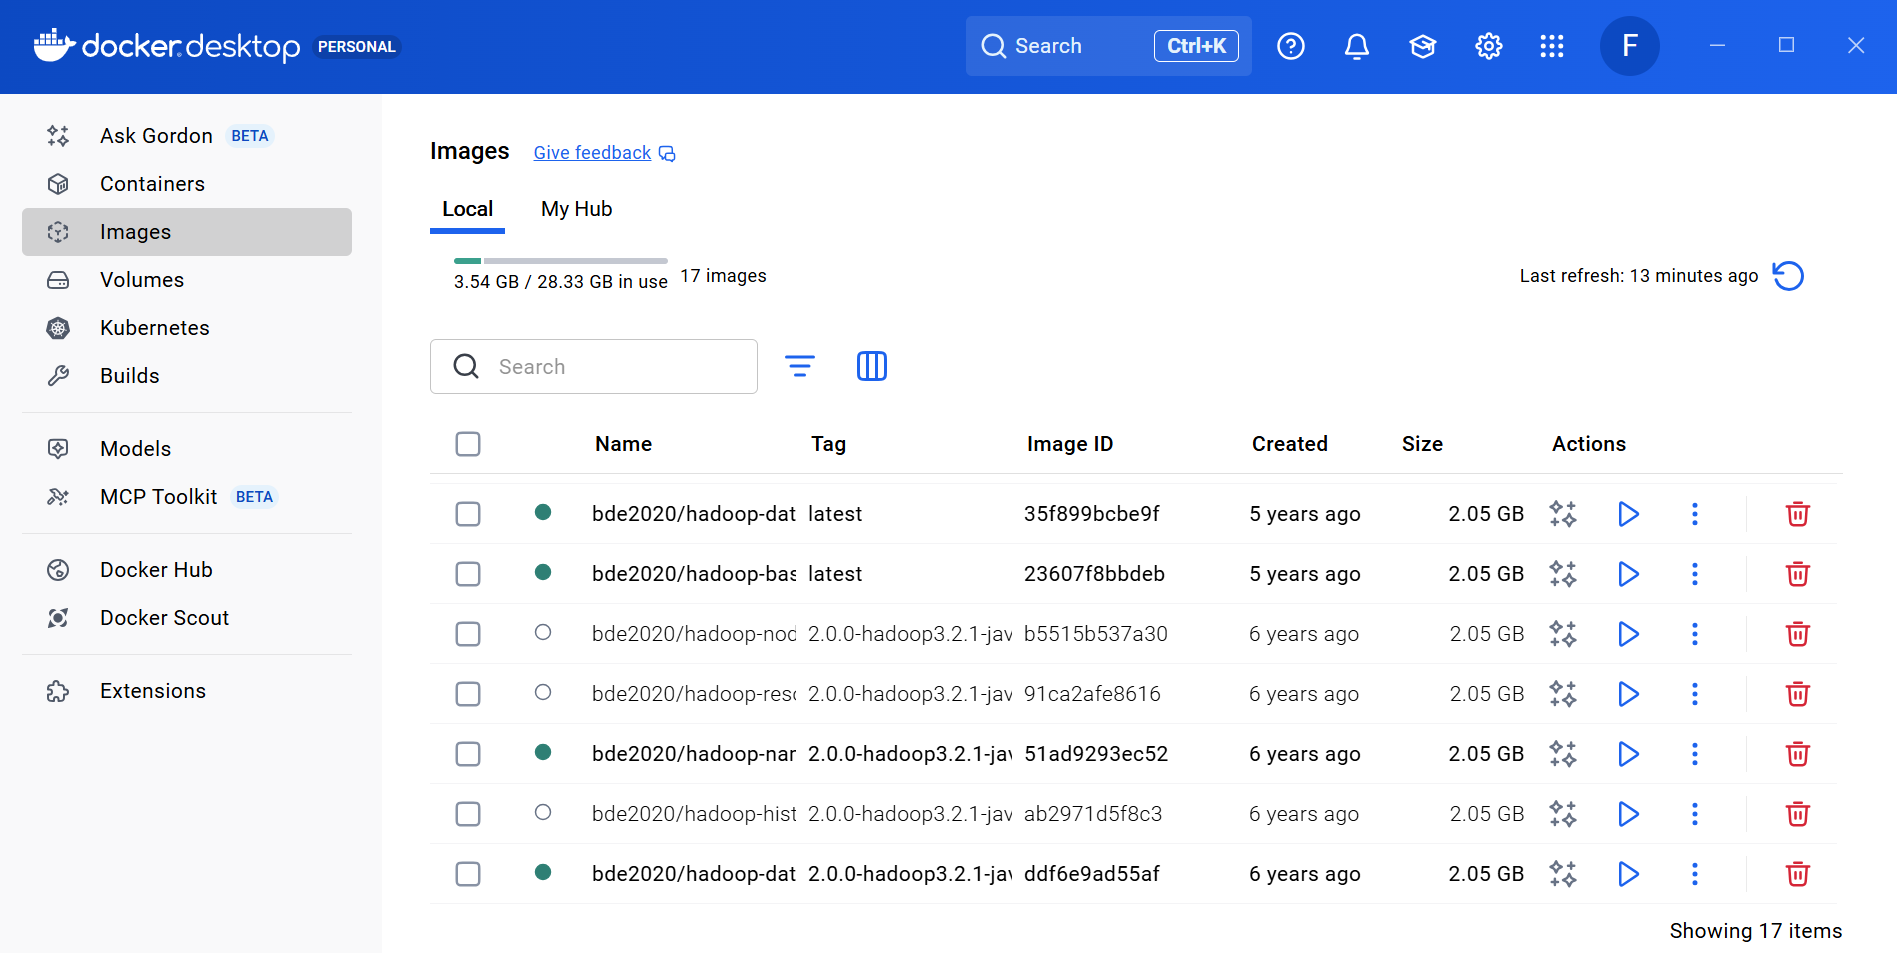 docker desktop PERSONAL
Search Ctrl+K
F
Ask Gordon BETA
Containers
Images
Volumes
Kubernetes
Builds
Models
MCP Toolkit BETA
Docker Hub
Docker Scout
Extensions
Images Give feedback
Local My Hub
3.54 GB / 28.33 GB in use 17 images
Last refresh: 13 minutes ago
Search
Name Tag Image ID Created Size Actions
bde2020/hadoop-dat latest 35f899bcbe9f 5 years ago 2.05 GB
bde2020/hadoop-bas latest 23607f8bbdeb 5 years ago 2.05 GB
bde2020/hadoop-nod 2.0.0-hadoop3.2.1-jav b5515b537a30 6 years ago 2.05 GB
bde2020/hadoop-reso 2.0.0-hadoop3.2.1-jav 91ca2afe8616 6 years ago 2.05 GB
bde2020/hadoop-nam 2.0.0-hadoop3.2.1-jav 51ad9293ec52 6 years ago 2.05 GB
bde2020/hadoop-hist 2.0.0-hadoop3.2.1-jav ab2971d5f8c3 6 years ago 2.05 GB
bde2020/hadoop-dat 2.0.0-hadoop3.2.1-jav ddf6e9ad55af 6 years ago 2.05 GB
Showing 17 items